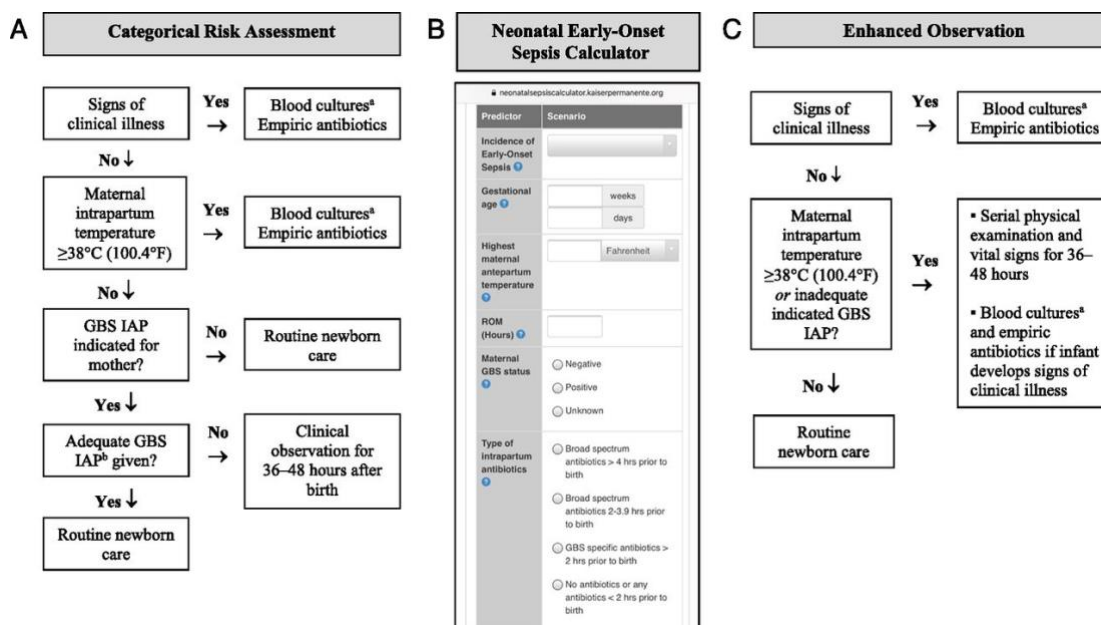 A
Categorical Risk Assessment
Signs of
clinical illness
Yes
→
Blood culturesᵃ
Empiric antibiotics
No ↓
Maternal
intrapartum
temperature
≥38°C (100.4°F)
Yes
→
Blood culturesᵃ
Empiric antibiotics
No ↓
GBS IAP
indicated for
mother?
No
→
Routine newborn
care
Yes ↓
Adequate GBS
IAPᵇ given?
No
→
Clinical
observation for
36–48 hours after
birth
Yes ↓
Routine newborn
care
B
Neonatal Early-Onset
Sepsis Calculator
neonatalsepsiscalculator.kaiserpermanente.org
Predictor
Scenario
Incidence of
Early-Onset
Sepsis ?
Gestational
age ?
weeks
days
Highest
maternal
antepartum
temperature
?
Fahrenheit
ROM
(Hours) ?
Maternal
GBS status
?
Negative
Positive
Unknown
Type of
intrapartum
antibiotics
?
Broad spectrum
antibiotics > 4 hrs prior to
birth
Broad spectrum
antibiotics 2-3.9 hrs prior
to birth
GBS specific antibiotics >
2 hrs prior to birth
No antibiotics or any
antibiotics < 2 hrs prior to
birth
C
Enhanced Observation
Signs of
clinical illness
Yes
→
Blood culturesᵃ
Empiric antibiotics
No ↓
Maternal
intrapartum
temperature
≥38°C (100.4°F)
or inadequate
indicated GBS
IAP?
Yes
→
▪ Serial physical
examination and
vital signs for 36–
48 hours
▪ Blood culturesᵃ
and empiric
antibiotics if infant
develops signs of
clinical illness
No ↓
Routine
newborn care